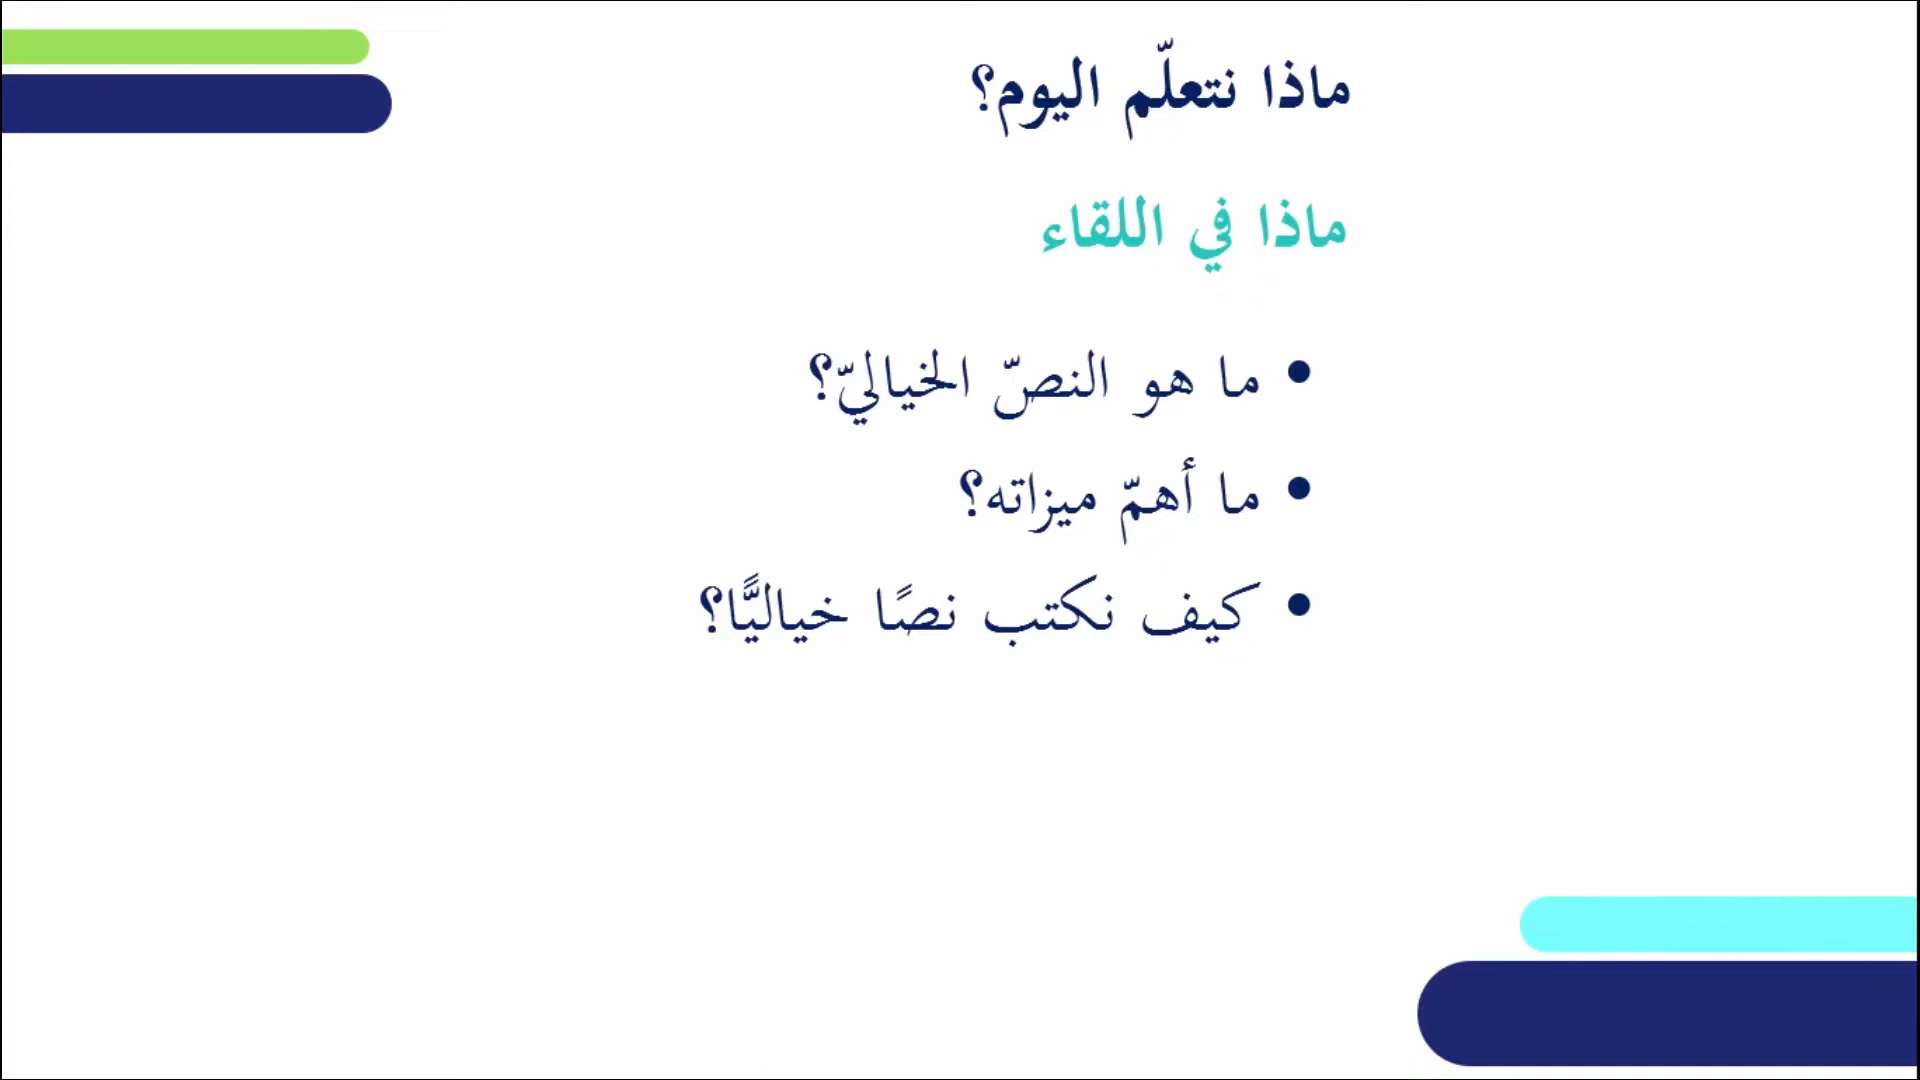 ماذا نتعلّم اليوم؟
ماذا في اللقاء
• ما هو النصّ الخياليّ؟
• ما أهمّ ميزاته؟
• كيف نكتب نصًا خياليًّا؟